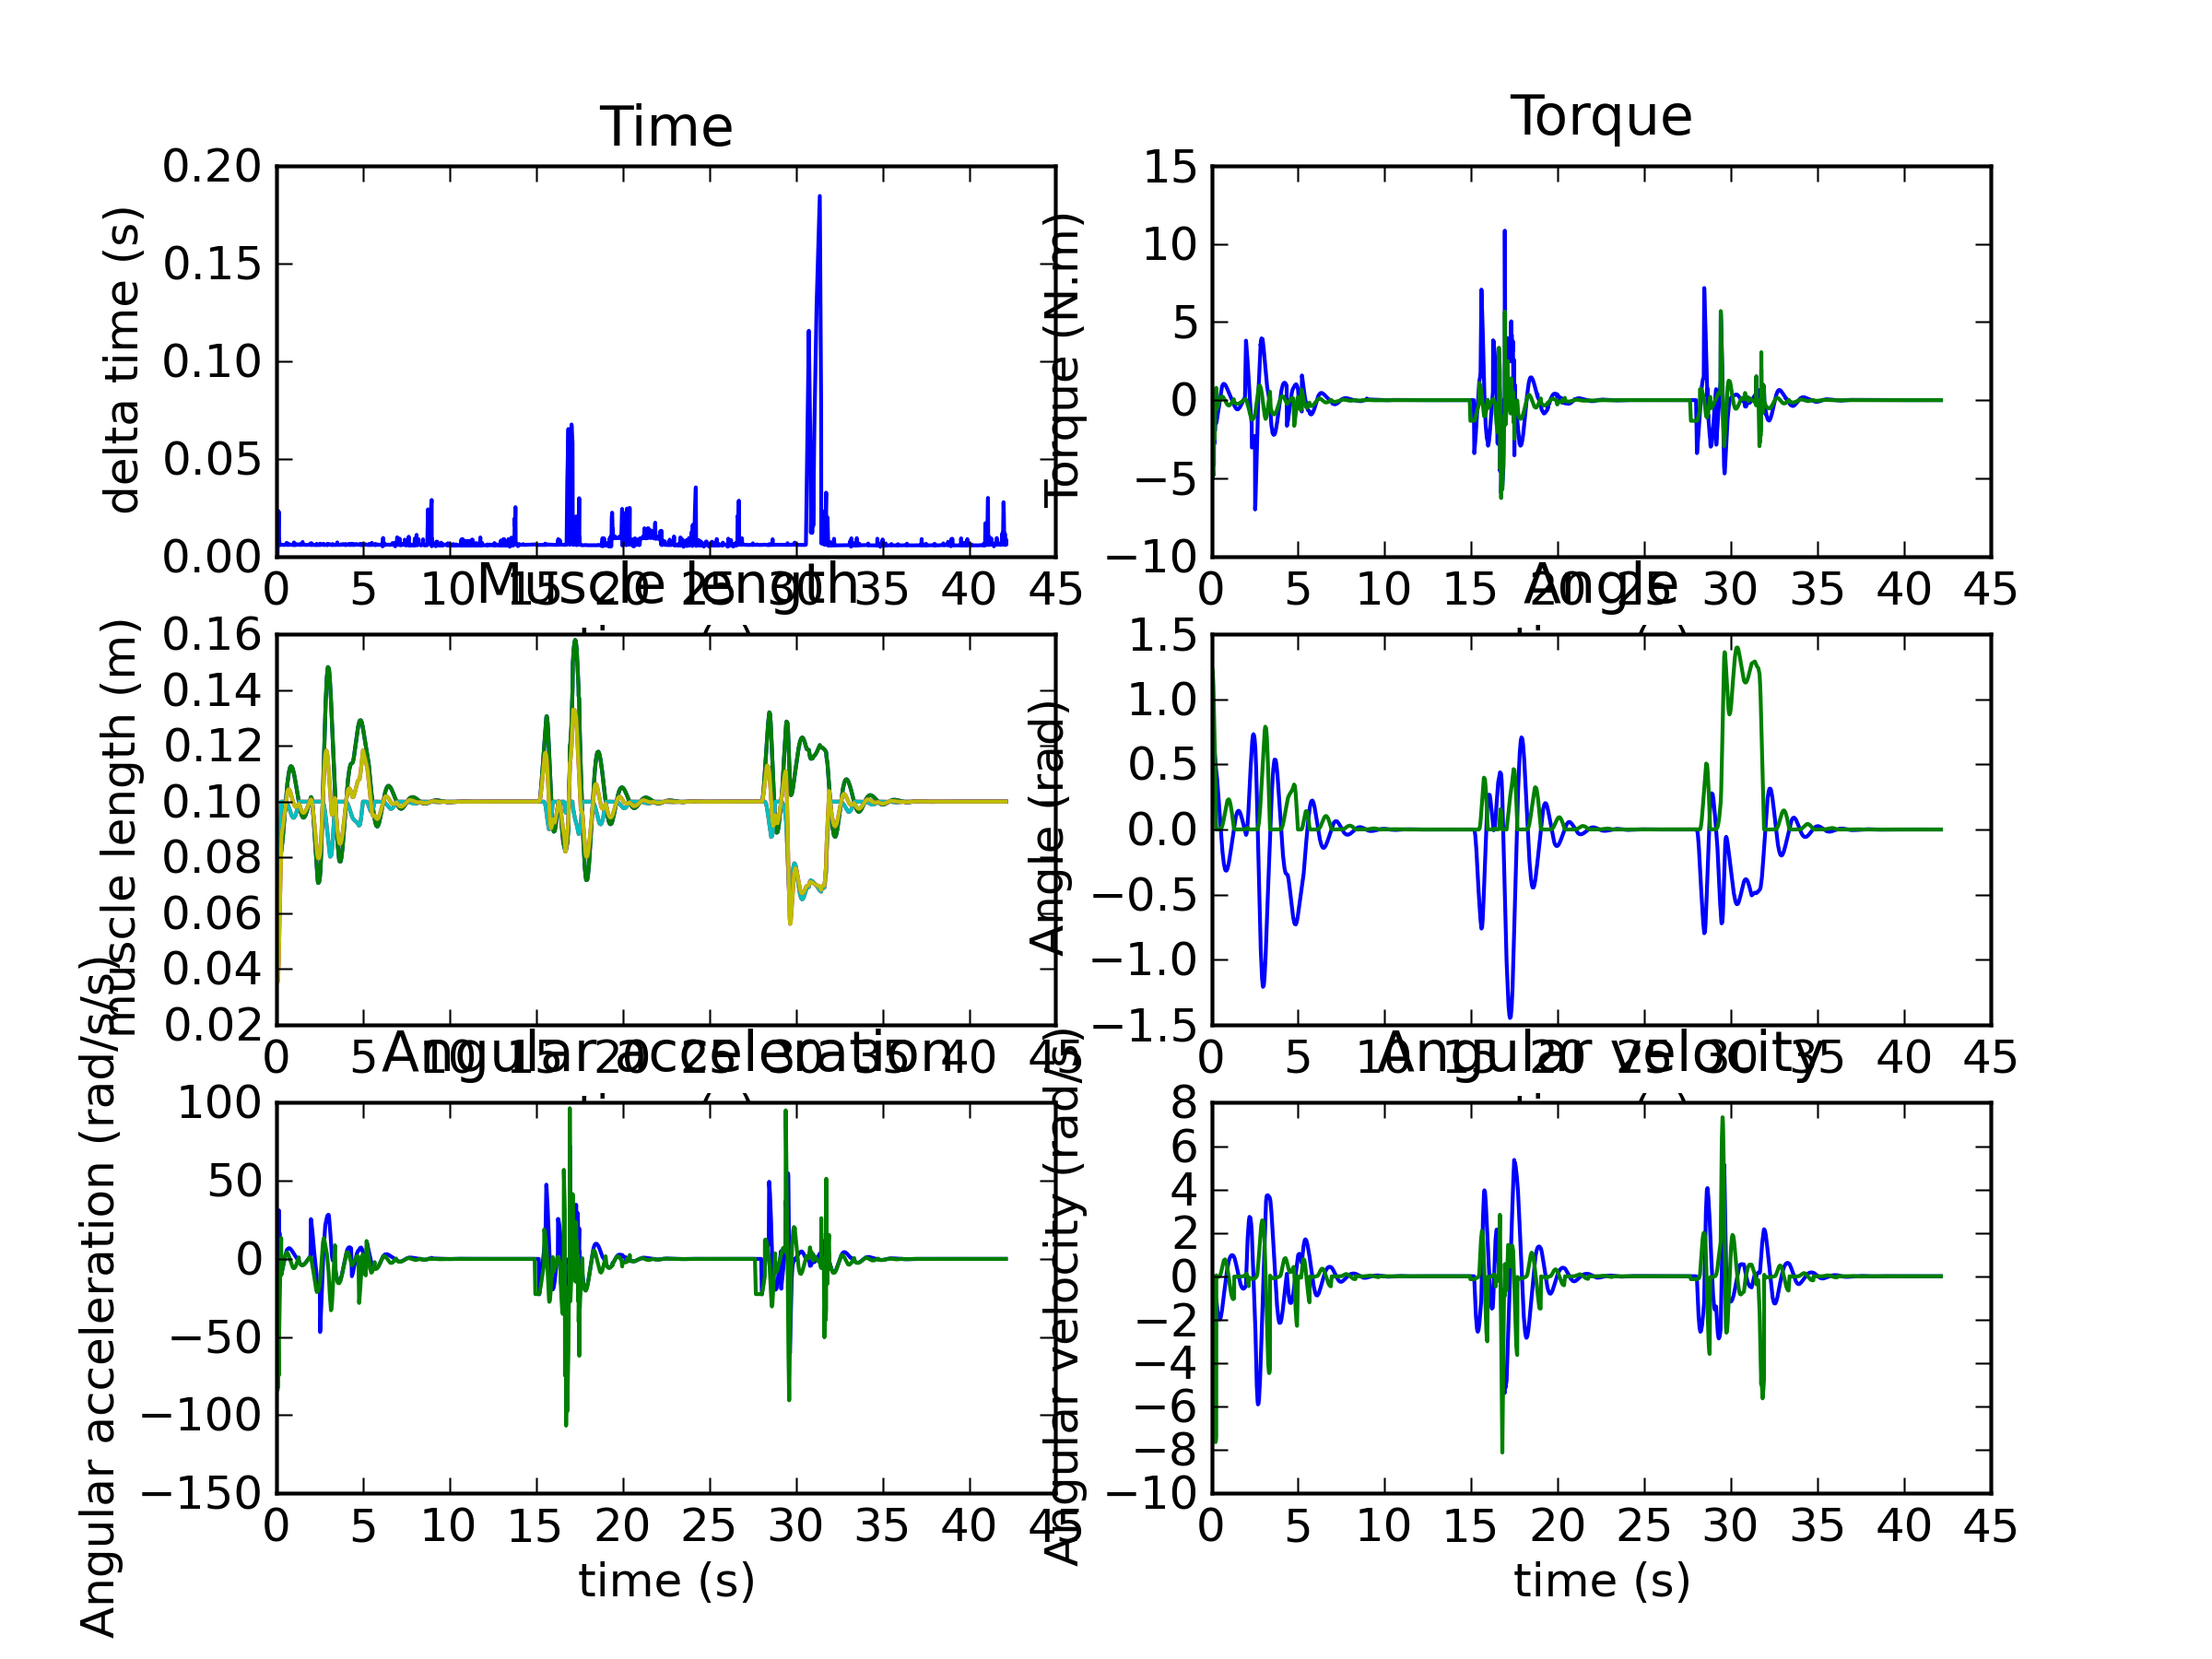 Time
delta time (s)
0.20
0.15
0.10
0.05
0.00
0 5 10 15 20 25 30 35 40 45
Torque
Torque (N.m)
15
10
5
0
−5
−10
0 5 10 15 20 25 30 35 40 45
Muscle length
muscle length (m)
0.16
0.14
0.12
0.10
0.08
0.06
0.04
0.02
0 5 10 15 20 25 30 35 40 45
Angle
Angle (rad)
1.5
1.0
0.5
0.0
−0.5
−1.0
−1.5
0 5 10 15 20 25 30 35 40 45
Angular acceleration
Angular acceleration (rad/s/s)
100
50
0
−50
−100
−150
0 5 10 15 20 25 30 35 40 45
time (s)
Angular velocity
Angular velocity (rad/s)
8
6
4
2
0
−2
−4
−6
−8
−10
0 5 10 15 20 25 30 35 40 45
time (s)